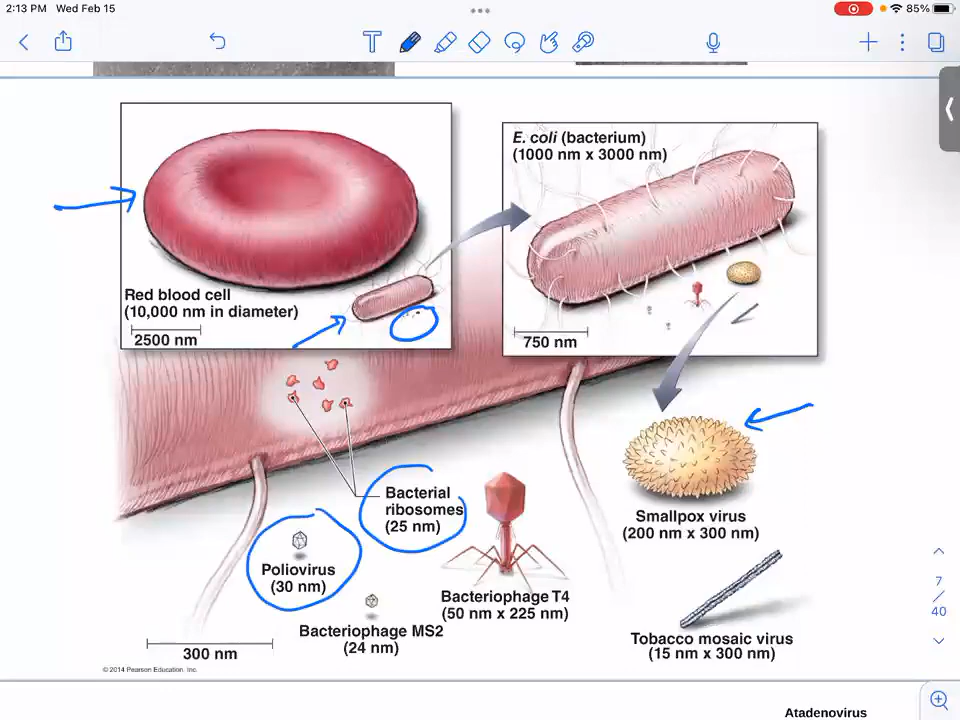 2:13 PM Wed Feb 15
85%
E. coli (bacterium)
(1000 nm x 3000 nm)
Red blood cell
(10,000 nm in diameter)
2500 nm
750 nm
Bacterial
ribosomes
(25 nm)
Smallpox virus
(200 nm x 300 nm)
Poliovirus
(30 nm)
Bacteriophage T4
(50 nm x 225 nm)
Bacteriophage MS2
(24 nm)
Tobacco mosaic virus
(15 nm x 300 nm)
300 nm
© 2014 Pearson Education, Inc.
7
/
40
Atadenovirus